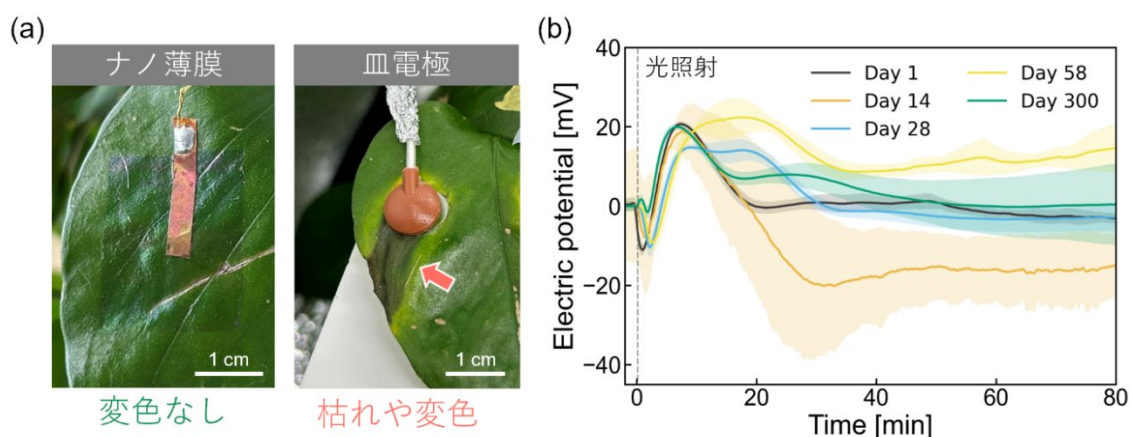 (a)
ナノ薄膜
皿電極
1 cm
1 cm
変色なし
枯れや変色
(b)
Electric potential [mV]
40
20
0
−20
−40
光照射
Day 1
Day 14
Day 28
Day 58
Day 300
0
20
40
60
80
Time [min]